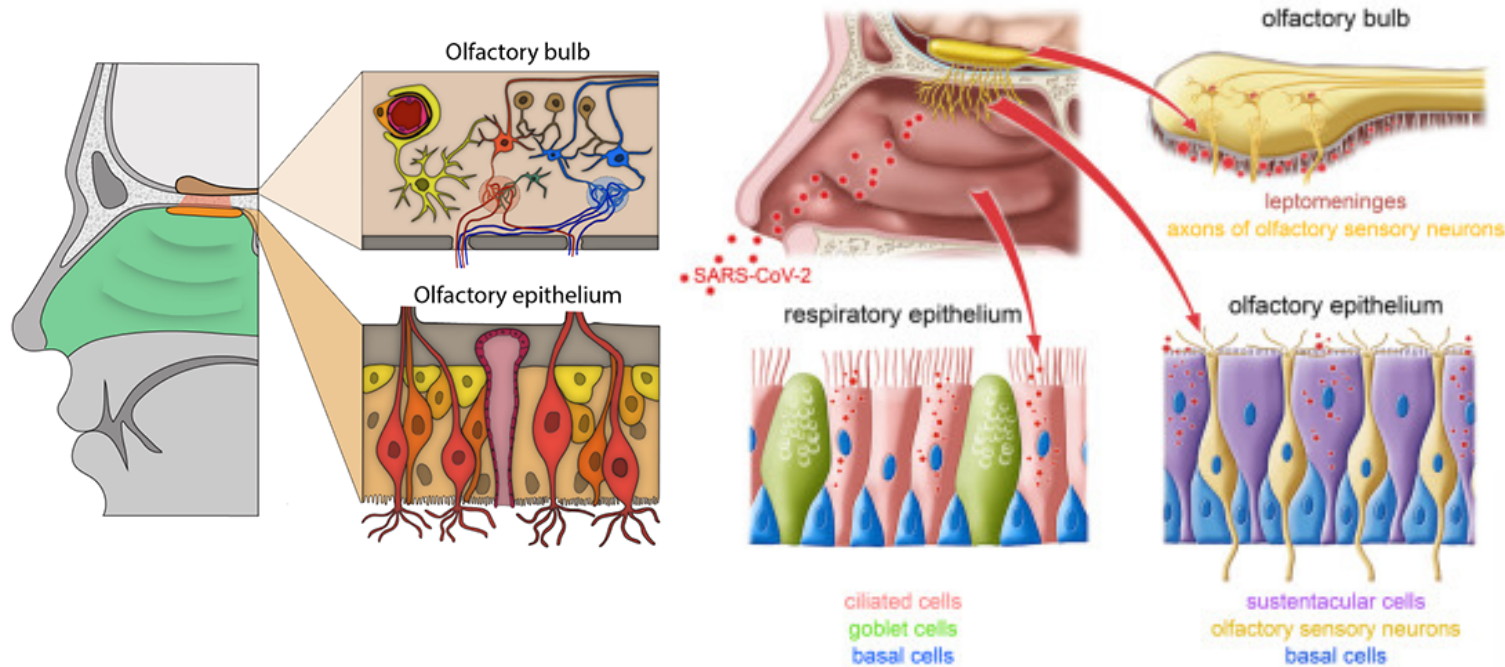 Olfactory bulb
Olfactory epithelium
olfactory bulb
leptomeninges
axons of olfactory sensory neurons
SARS-CoV-2
respiratory epithelium
olfactory epithelium
ciliated cells
goblet cells
basal cells
sustentacular cells
olfactory sensory neurons
basal cells